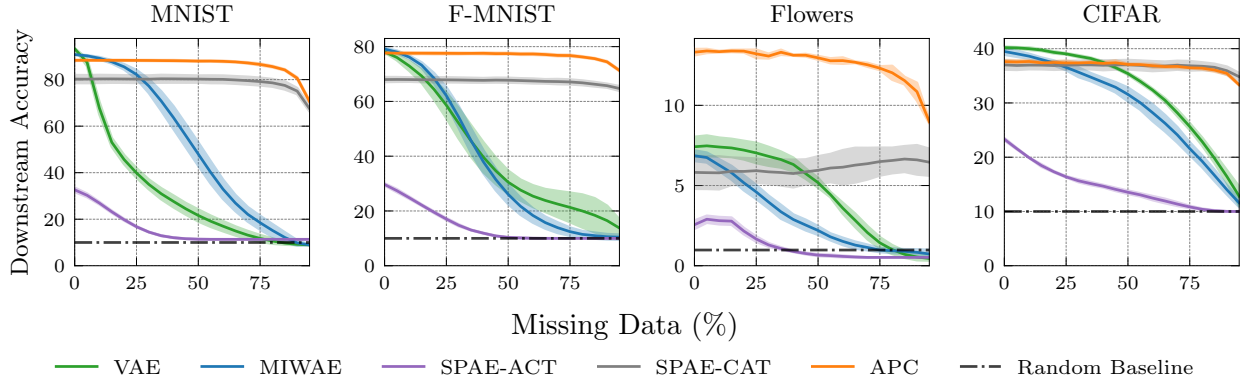 MNIST F-MNIST Flowers CIFAR
Downstream Accuracy
80
60
40
20
0
0 25 50 75
80
60
40
20
0
0 25 50 75
10
5
0
0 25 50 75
40
30
20
10
0
0 25 50 75
Missing Data (%)
VAE MIWAE SPAE-ACT SPAE-CAT APC Random Baseline